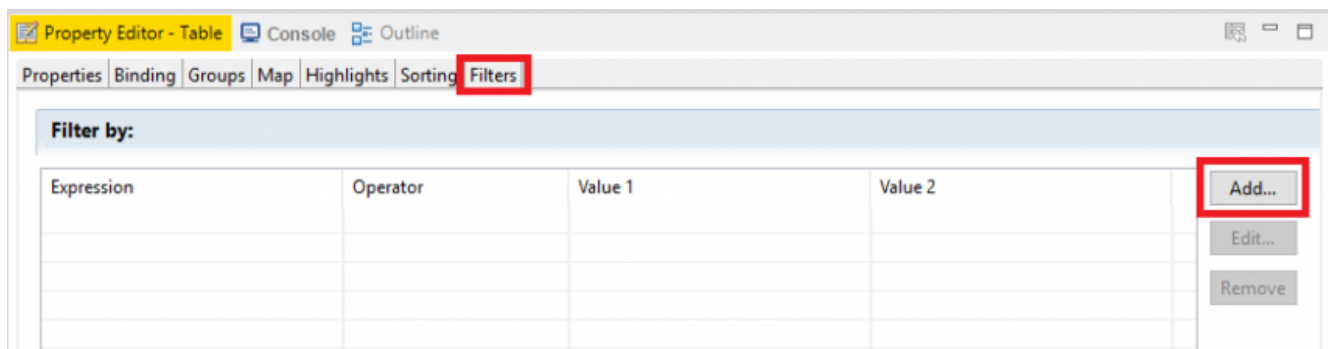 Property Editor - Table Console Outline
Properties Binding Groups Map Highlights Sorting Filters
Filter by:
Expression Operator Value 1 Value 2 Add...
Edit...
Remove